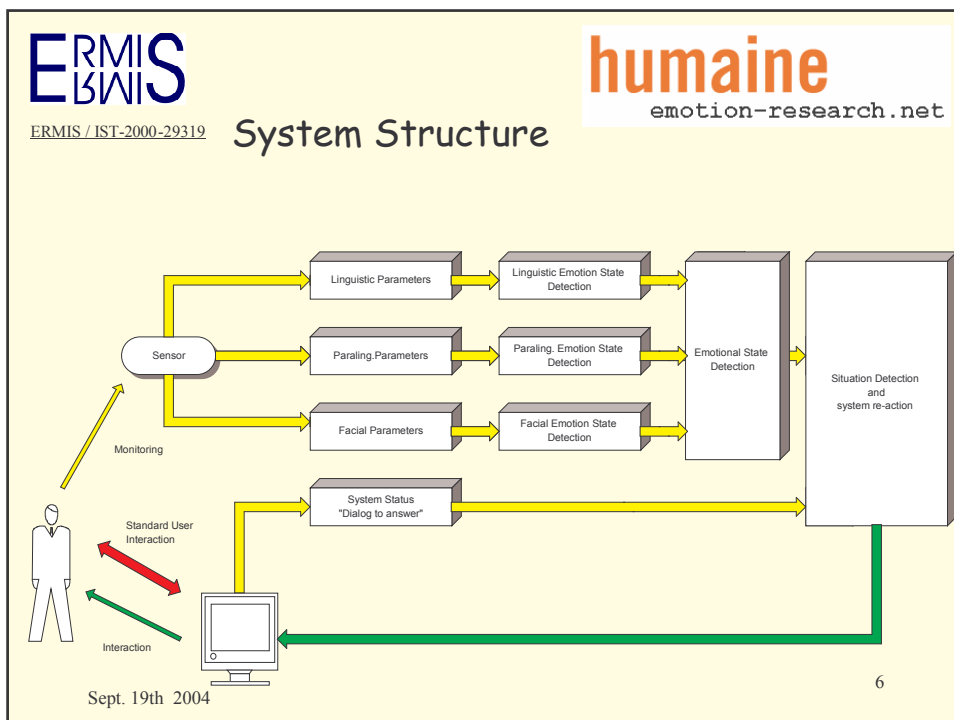 ERMIS
ERMIS
humaine
emotion-research.net
ERMIS / IST-2000-29319
System Structure
Linguistic Parameters
Linguistic Emotion State
Detection
Sensor
Paraling.Parameters
Paraling. Emotion State
Detection
Emotional State
Detection
Situation Detection
and
system re-action
Facial Parameters
Facial Emotion State
Detection
Monitoring
System Status
"Dialog to answer"
Standard User
Interaction
Interaction
Sept. 19th 2004
6